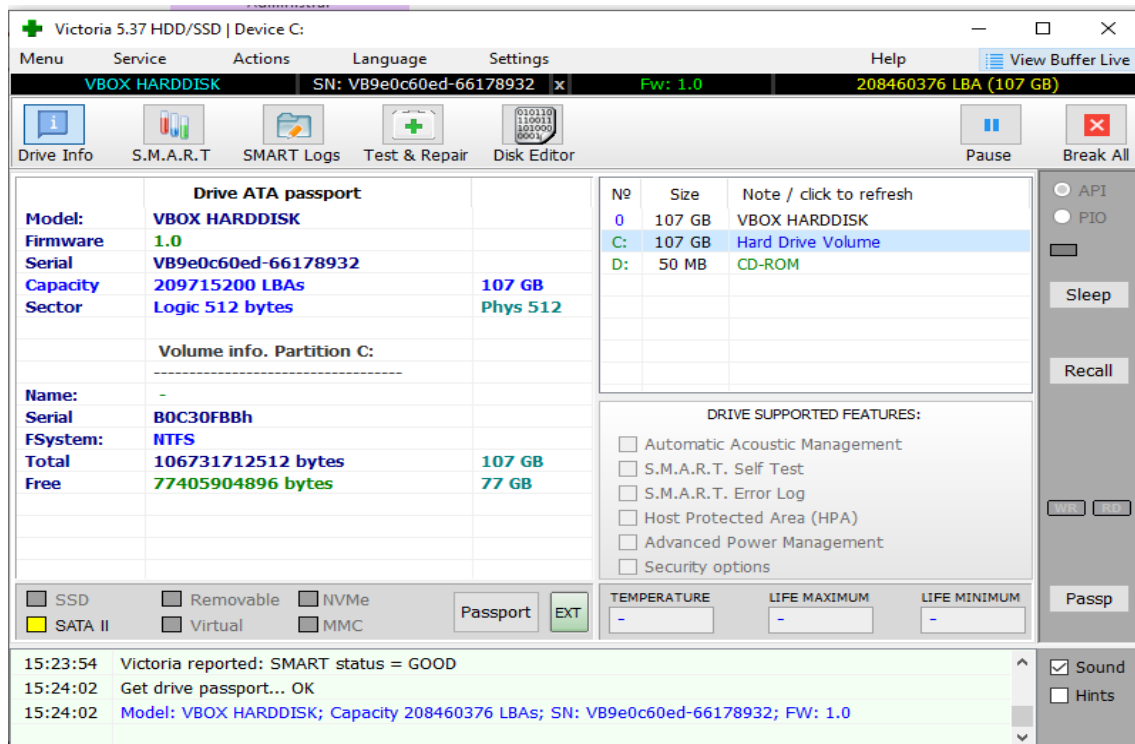 Victoria 5.37 HDD/SSD | Device C:
Menu Service Actions Language Settings Help View Buffer Live
VBOX HARDDISK SN: VB9e0c60ed-66178932 x Fw: 1.0 208460376 LBA (107 GB)
Drive Info S.M.A.R.T SMART Logs Test & Repair Disk Editor Pause Break All
Drive ATA passport
Model: VBOX HARDDISK
Firmware 1.0
Serial VB9e0c60ed-66178932
Capacity 209715200 LBAs 107 GB
Sector Logic 512 bytes Phys 512
Volume info. Partition C:
-----------------------------------
Name: -
Serial B0C30FBBh
FSystem: NTFS
Total 106731712512 bytes 107 GB
Free 77405904896 bytes 77 GB
SSD Removable NVMe
SATA II Virtual MMC
Passport EXT
№ Size Note / click to refresh
0 107 GB VBOX HARDDISK
C: 107 GB Hard Drive Volume
D: 50 MB CD-ROM
DRIVE SUPPORTED FEATURES:
Automatic Acoustic Management
S.M.A.R.T. Self Test
S.M.A.R.T. Error Log
Host Protected Area (HPA)
Advanced Power Management
Security options
TEMPERATURE LIFE MAXIMUM LIFE MINIMUM
- - -
API
PIO
Sleep
Recall
WR RD
Passp
15:23:54 Victoria reported: SMART status = GOOD
15:24:02 Get drive passport... OK
15:24:02 Model: VBOX HARDDISK; Capacity 208460376 LBAs; SN: VB9e0c60ed-66178932; FW: 1.0
Sound
Hints